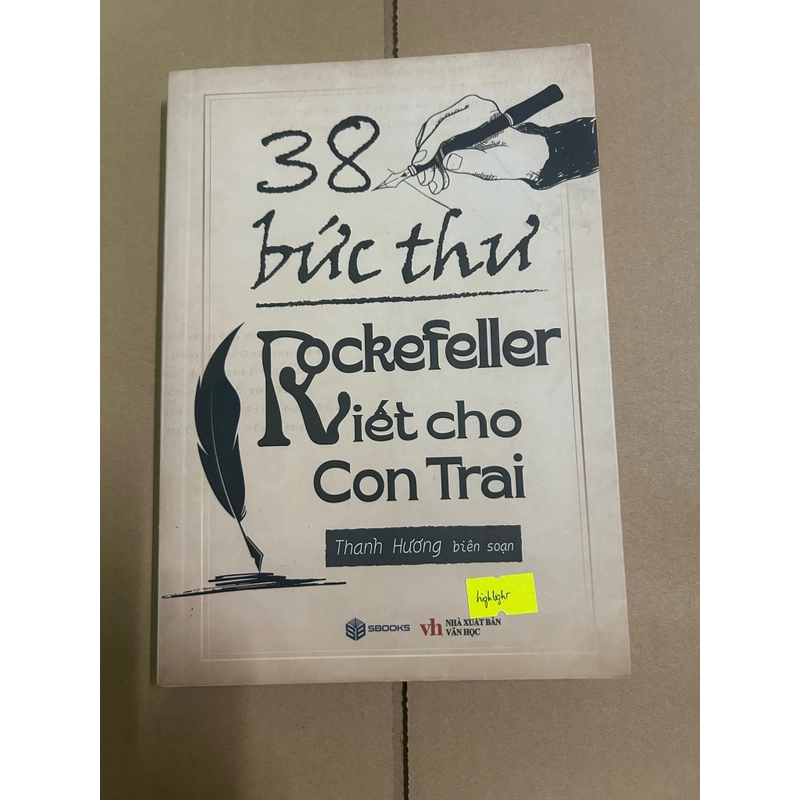 38
bức thư
Rockefeller
Viết cho
Con Trai
Thanh Hương biên soạn
highlight
SBOOKS
vh NHÀ XUẤT BẢN
VĂN HỌC